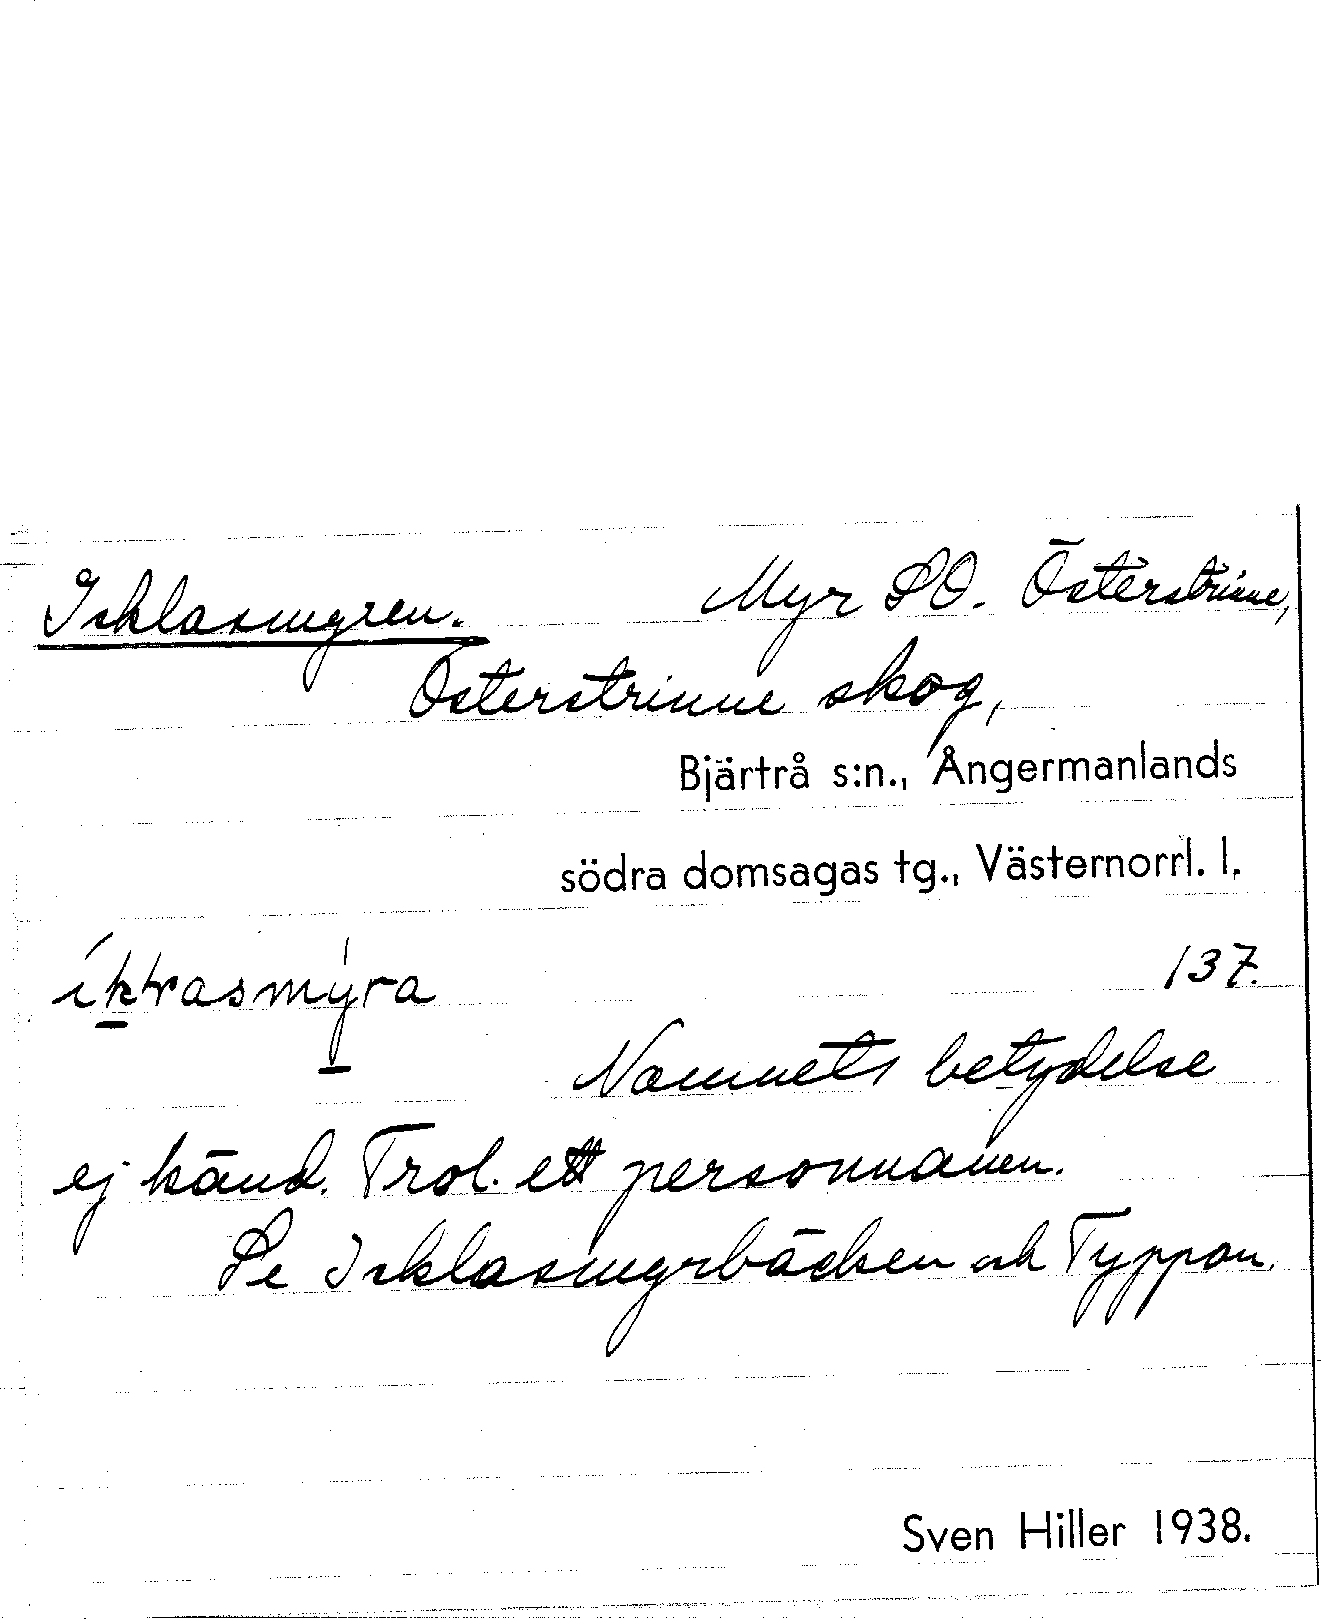 Isklasmyren. Myr SO. Österstrinne,
Österstrinne skog,
Bjärtrå s:n., Ångermanlands
södra domsagas tg., Västernorrl. l.
137.
Namnets betydelse
ej känd. Trol. ett personnamn.
Se Isklasmyrbäcken och Typpon.
Sven Hiller 1938.